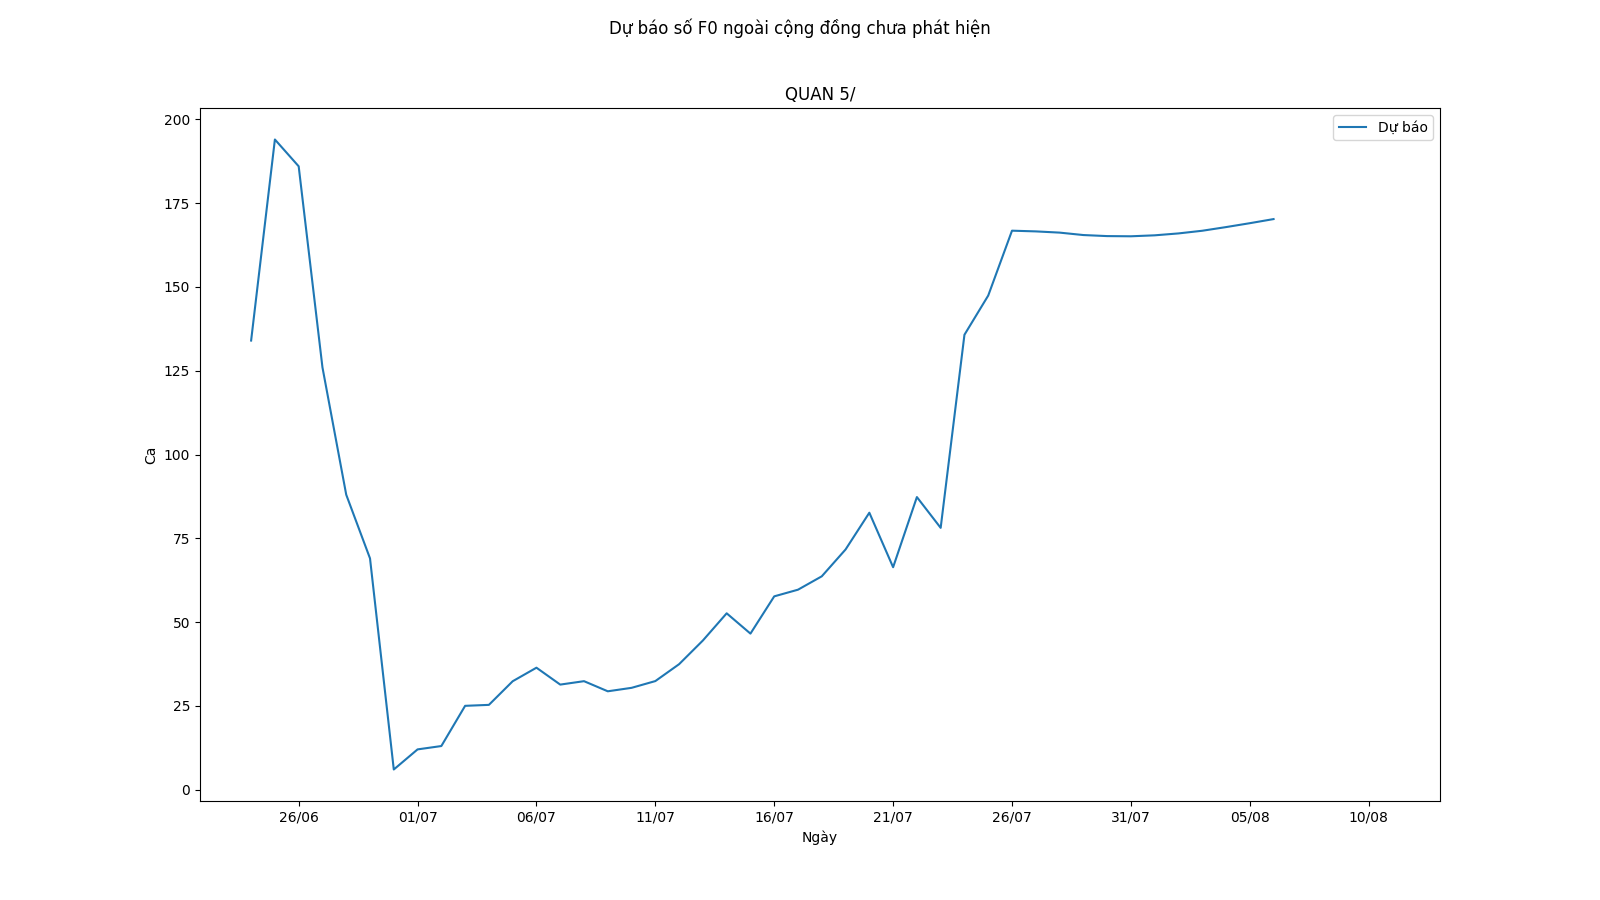 Dự báo số F0 ngoài cộng đồng chưa phát hiện
QUAN 5/
Dự báo
200
175
150
125
100
75
50
25
0
Ca
26/06 01/07 06/07 11/07 16/07 21/07 26/07 31/07 05/08 10/08
Ngày